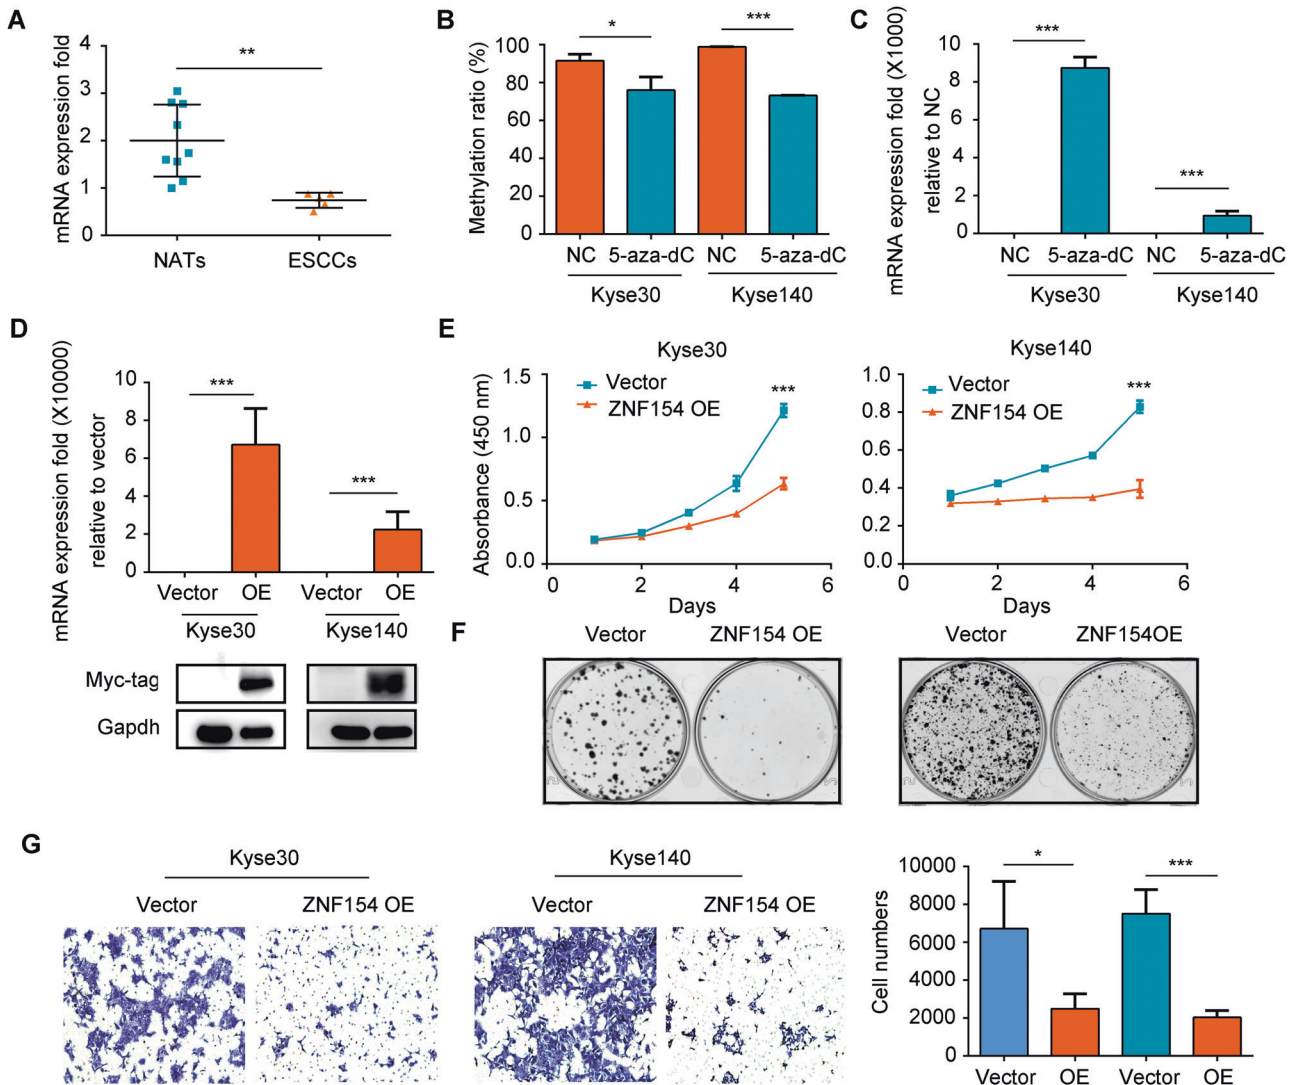 A
mRNA expression fold
4
3
2
1
0
**
NATs
ESCCs
B
Methylation ratio (%)
100
80
60
40
20
0
*
***
NC
5-aza-dC
NC
5-aza-dC
Kyse30
Kyse140
C
mRNA expression fold (X1000)
relative to NC
10
8
6
4
2
0
***
***
NC
5-aza-dC
NC
5-aza-dC
Kyse30
Kyse140
D
mRNA expression fold (X10000)
relative to vector
10
8
6
4
2
0
***
***
Vector
OE
Vector
OE
Kyse30
Kyse140
Myc-tag
Gapdh
E
Kyse30
Absorbance (450 nm)
1.5
1.0
0.5
0.0
Vector
ZNF154 OE
***
0
2
4
6
Days
Kyse140
1.0
0.8
0.6
0.4
0.2
0.0
Vector
ZNF154 OE
***
0
2
4
6
Days
F
Vector
ZNF154 OE
Vector
ZNF154OE
G
Kyse30
Vector
ZNF154 OE
Kyse140
Vector
ZNF154 OE
Cell numbers
10000
8000
6000
4000
2000
0
*
***
Vector
OE
Vector
OE